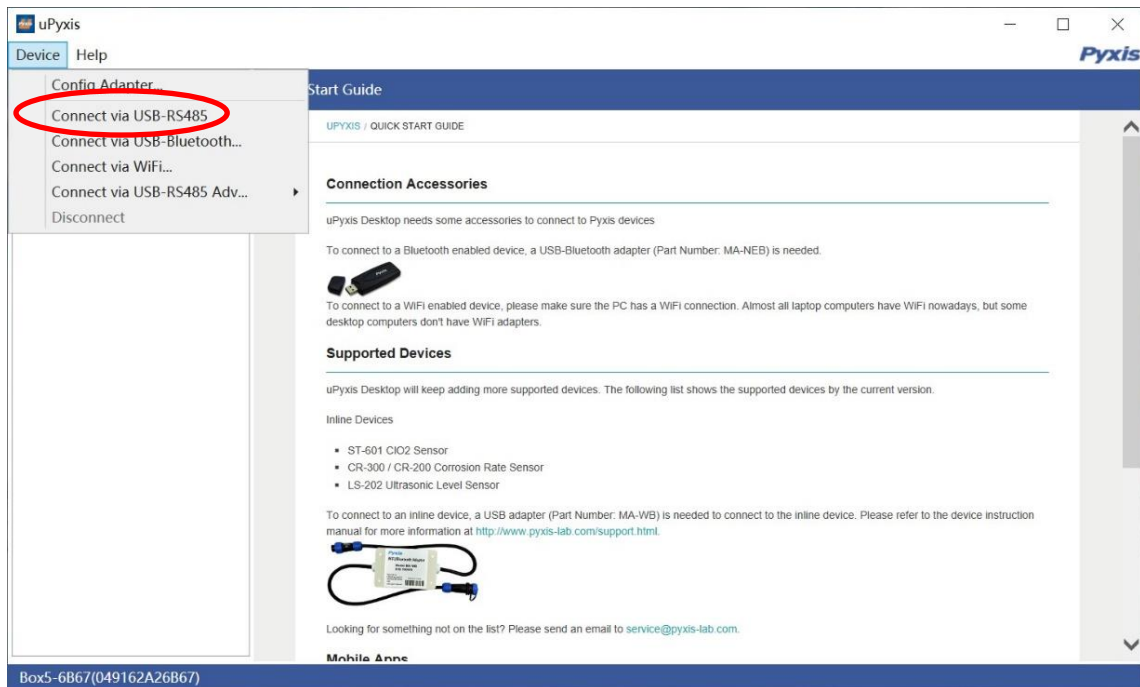 uPyxis
Device Help
Pyxis
Config Adapter...
Connect via USB-RS485
Connect via USB-Bluetooth...
Connect via WiFi...
Connect via USB-RS485 Adv...
Disconnect
Start Guide
UPYXIS / QUICK START GUIDE
Connection Accessories
uPyxis Desktop needs some accessories to connect to Pyxis devices
To connect to a Bluetooth enabled device, a USB-Bluetooth adapter (Part Number: MA-NEB) is needed.
To connect to a WiFi enabled device, please make sure the PC has a WiFi connection. Almost all laptop computers have WiFi nowadays, but some
desktop computers don't have WiFi adapters.
Supported Devices
uPyxis Desktop will keep adding more supported devices. The following list shows the supported devices by the current version.
Inline Devices
ST-601 ClO2 Sensor
CR-300 / CR-200 Corrosion Rate Sensor
LS-202 Ultrasonic Level Sensor
To connect to an inline device, a USB adapter (Part Number: MA-WB) is needed to connect to the inline device. Please refer to the device instruction
manual for more information at http://www.pyxis-lab.com/support.html.
Pyxis
Looking for something not on the list? Please send an email to service@pyxis-lab.com.
Mobile Apps
Box5-6B67(049162A26B67)